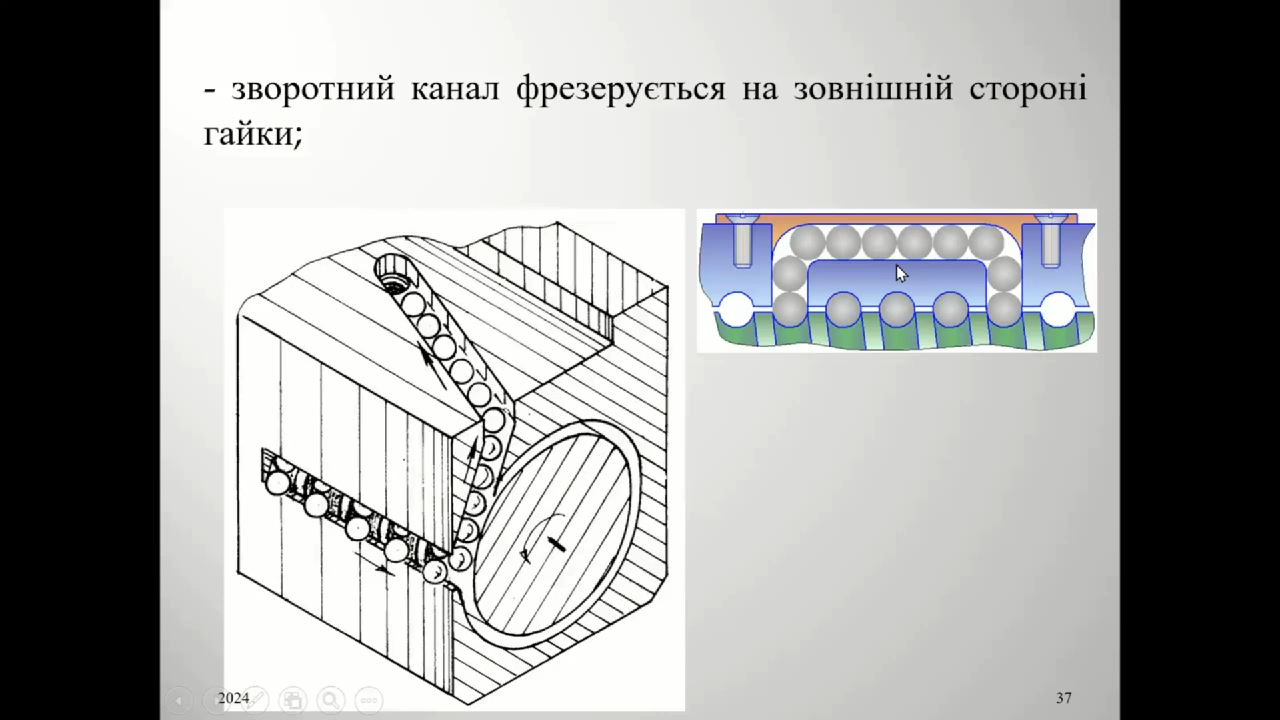 - зворотний канал фрезерується на зовнішній стороні
гайки;
2024
37